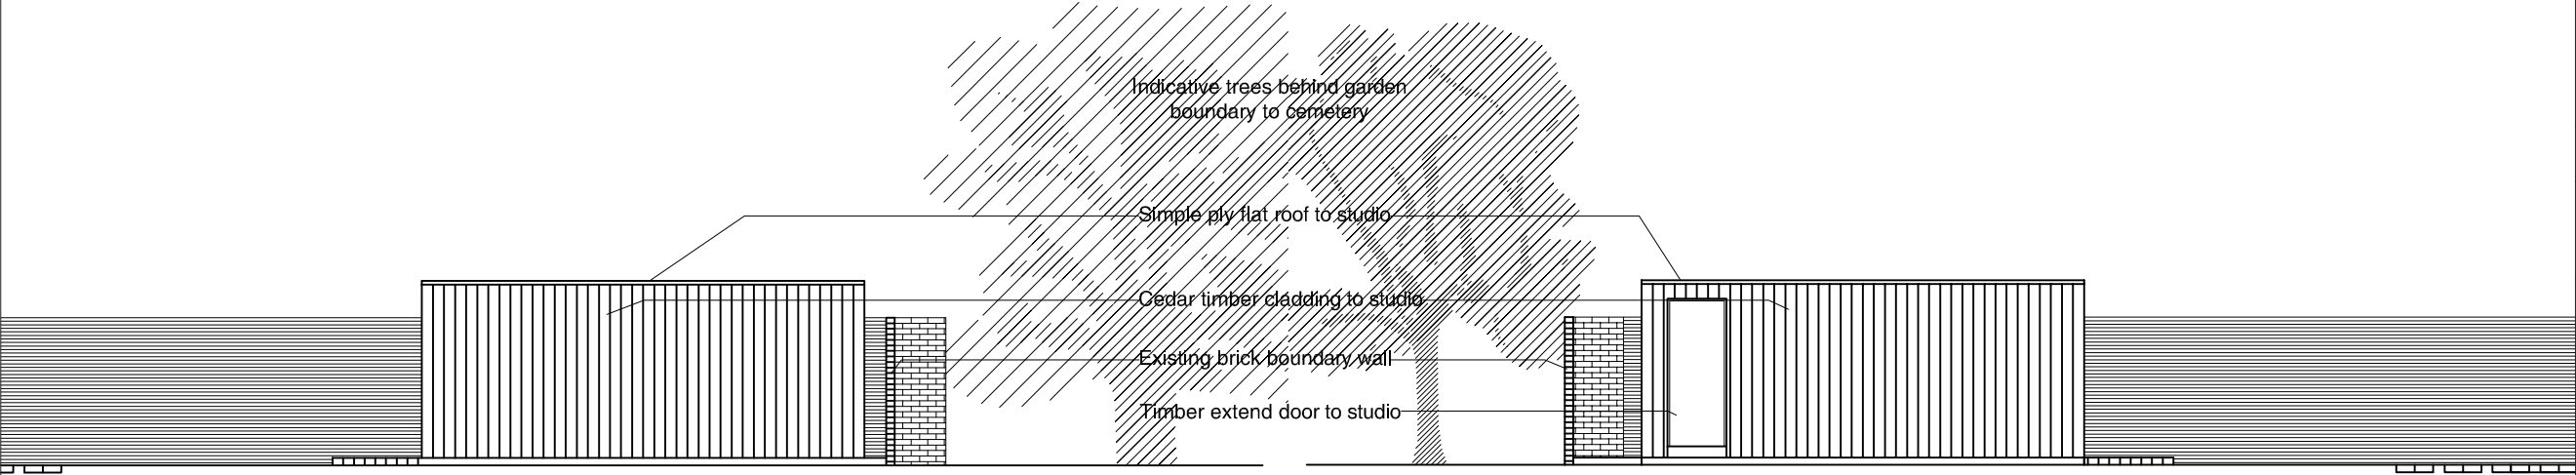 Indicative trees behind garden
boundary to cemetery
Simple ply flat roof to studio
Cedar timber cladding to studio
Existing brick boundary wall
Timber extend door to studio